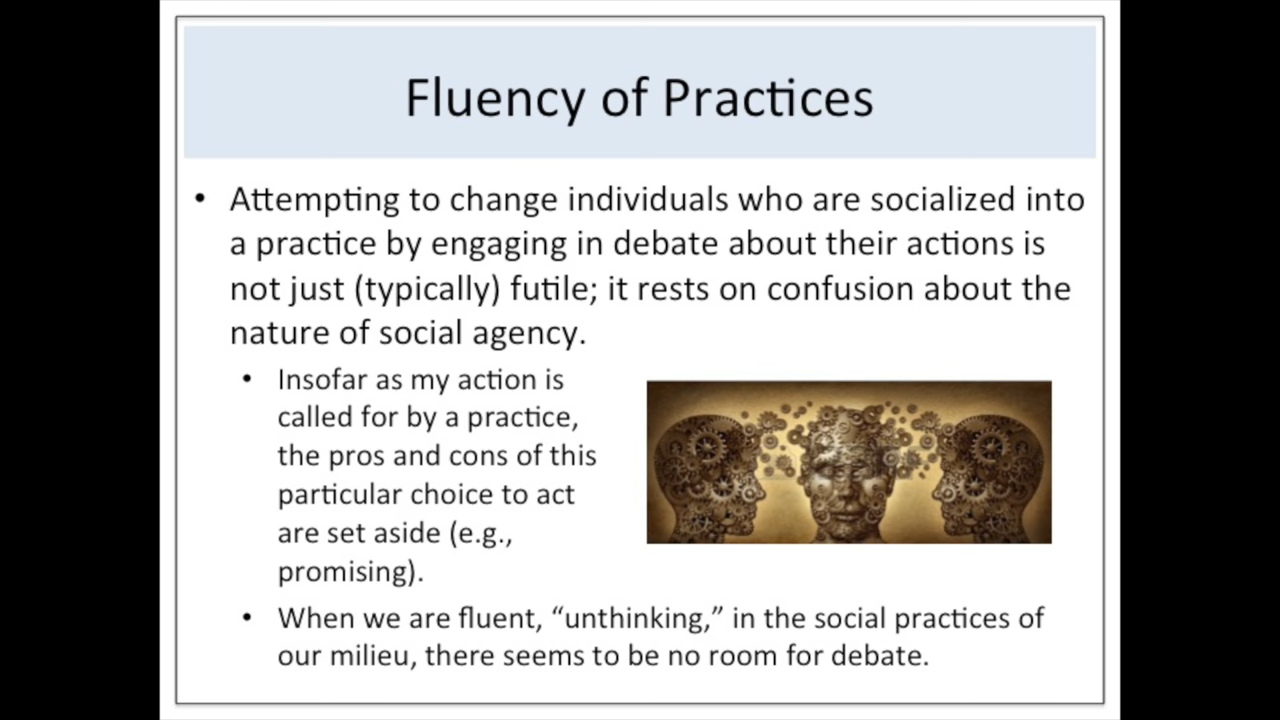 Fluency of Practices
• Attempting to change individuals who are socialized into
a practice by engaging in debate about their actions is
not just (typically) futile; it rests on confusion about the
nature of social agency.
• Insofar as my action is
called for by a practice,
the pros and cons of this
particular choice to act
are set aside (e.g.,
promising).
• When we are fluent, “unthinking,” in the social practices of
our milieu, there seems to be no room for debate.